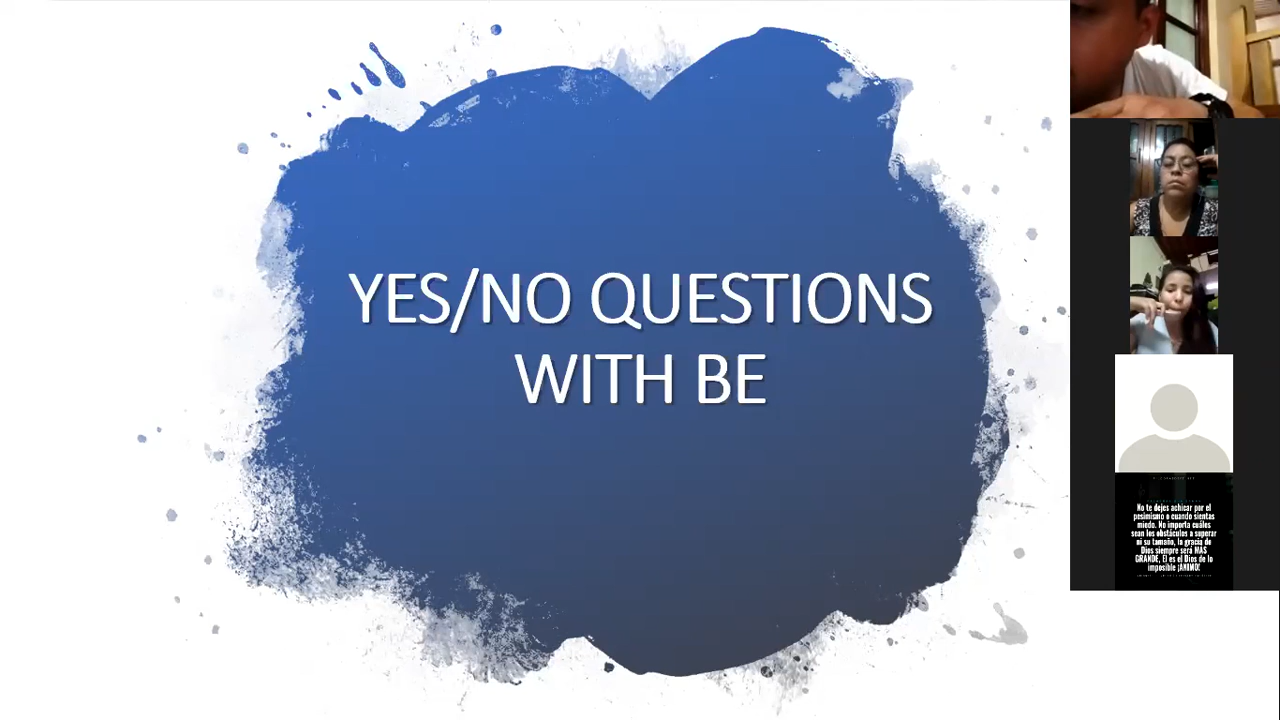 YES/NO QUESTIONS
WITH BE
No te dejes achicar por el
pesimismo o cuando sientas
miedo. No importa cuáles
sean los obstáculos a superar
ni su tamaño, la gracia de
Dios siempre será MAS
GRANDE, El es el Dios de lo
imposible ¡ÁNIMO!